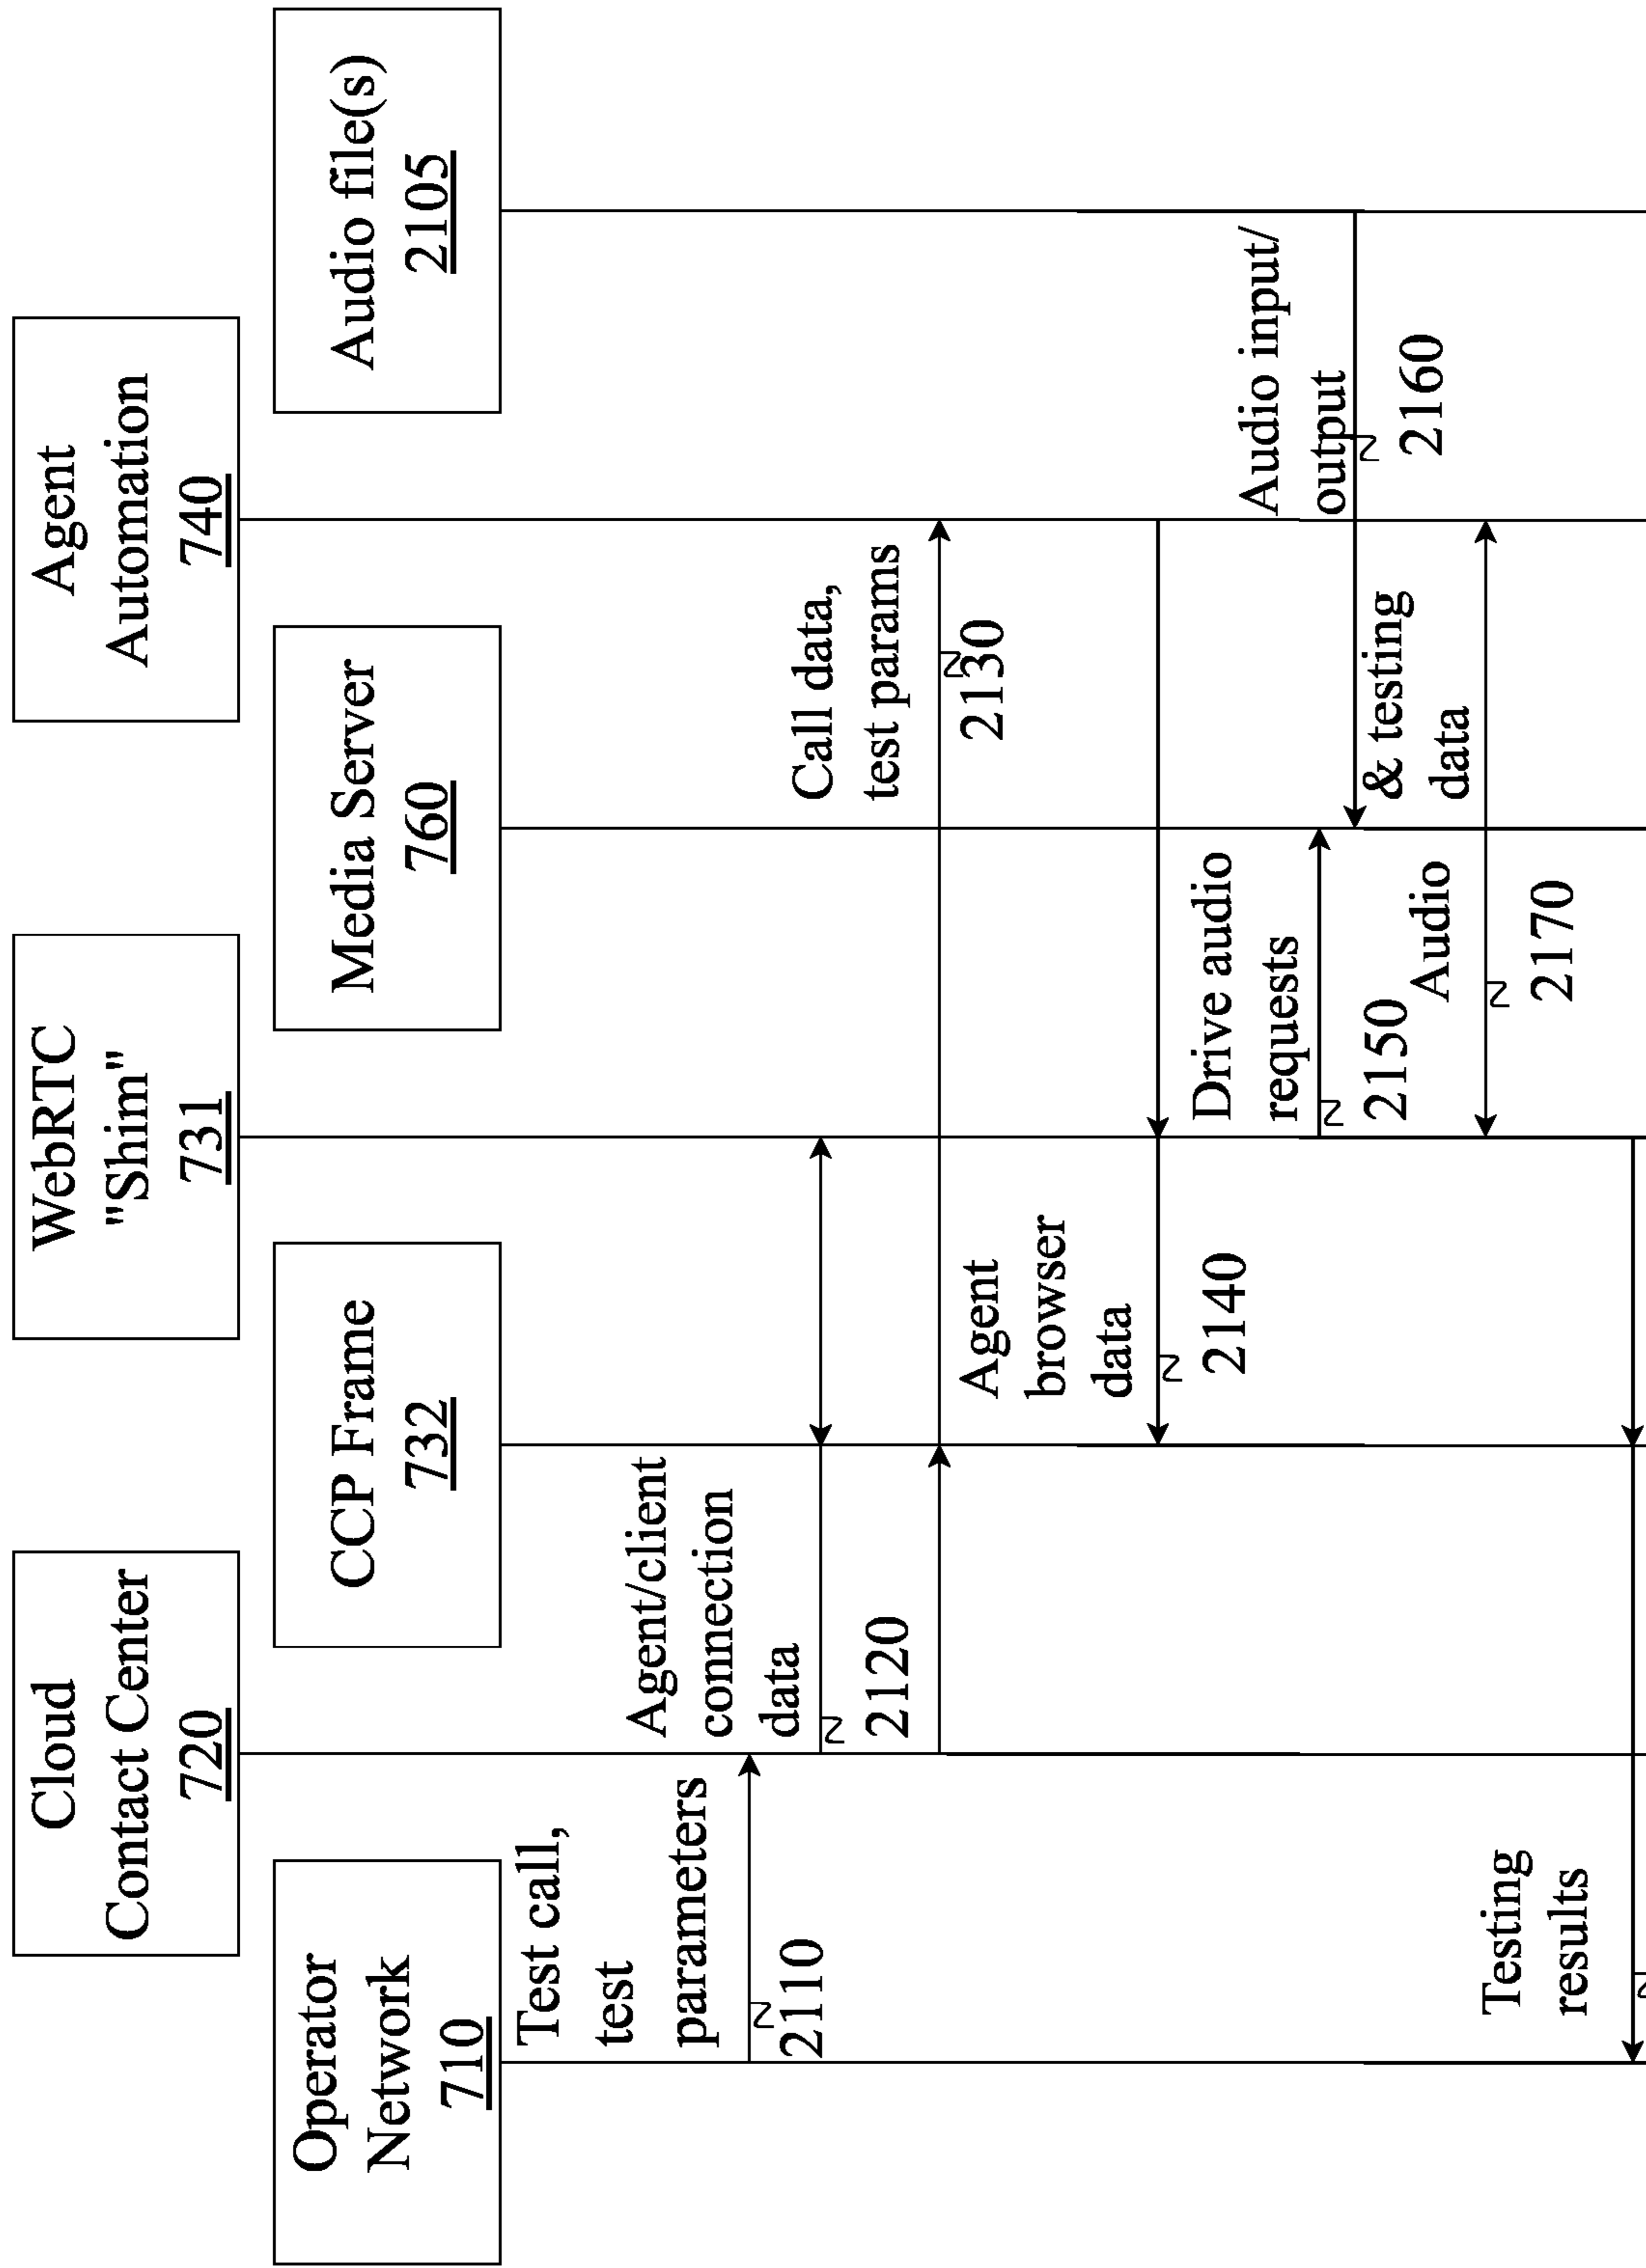 Cloud
Contact Center
720
WebRTC
"Shim"
731
Agent
Automation
740
Operator
Network
710
CCP Frame
732
Media Server
760
Audio file(s)
2105
Test call,
test
parameters
2110
Agent/client
connection
data
2120
Call data,
test params
2130
Agent
browser
data
2140
Drive audio
requests
2150
Audio input/
output
2160
& testing
data
Audio
2170
Testing
results